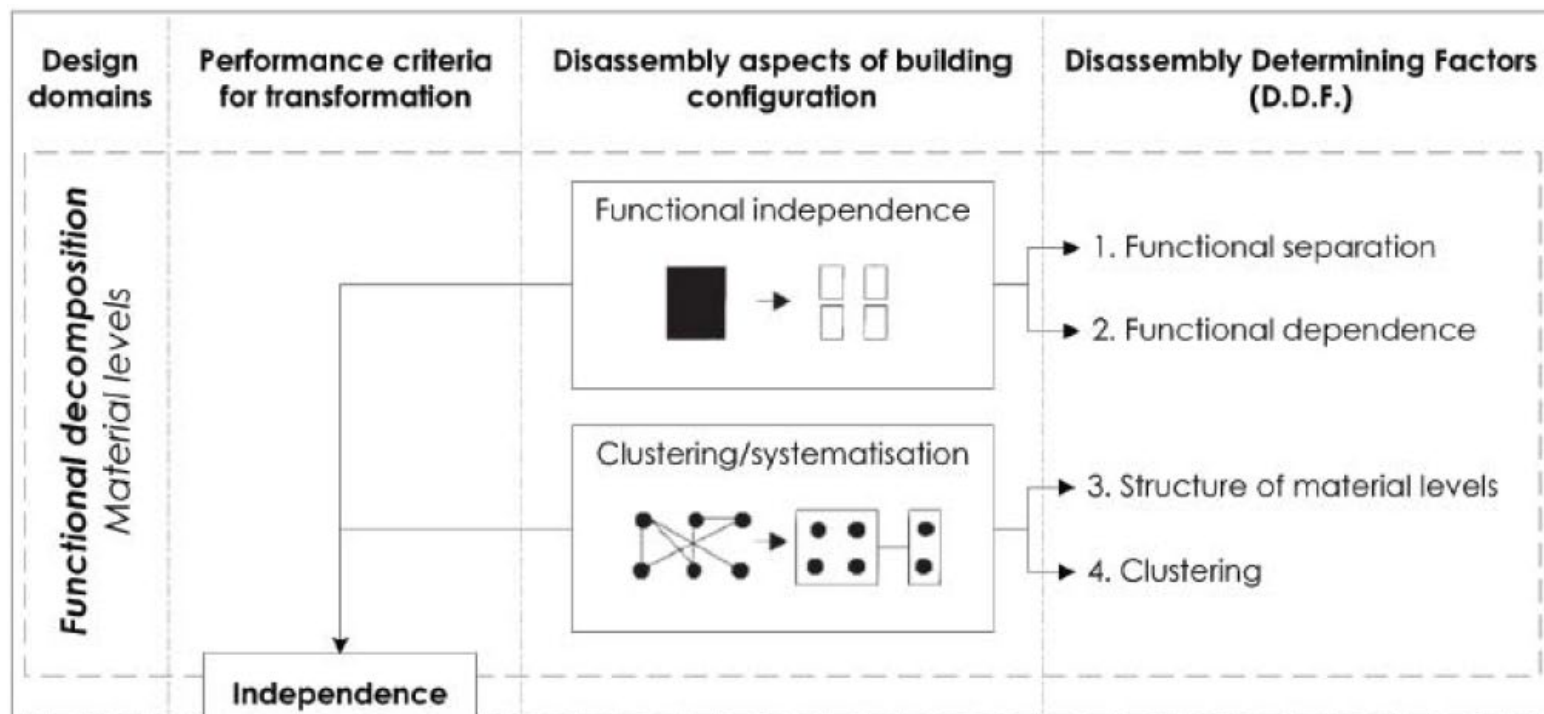 Design
domains
Performance criteria
for transformation
Disassembly aspects of building
configuration
Disassembly Determining Factors
(D.D.F.)
Functional decomposition
Material levels
Functional independence
1. Functional separation
2. Functional dependence
Clustering/systematisation
3. Structure of material levels
4. Clustering
Independence